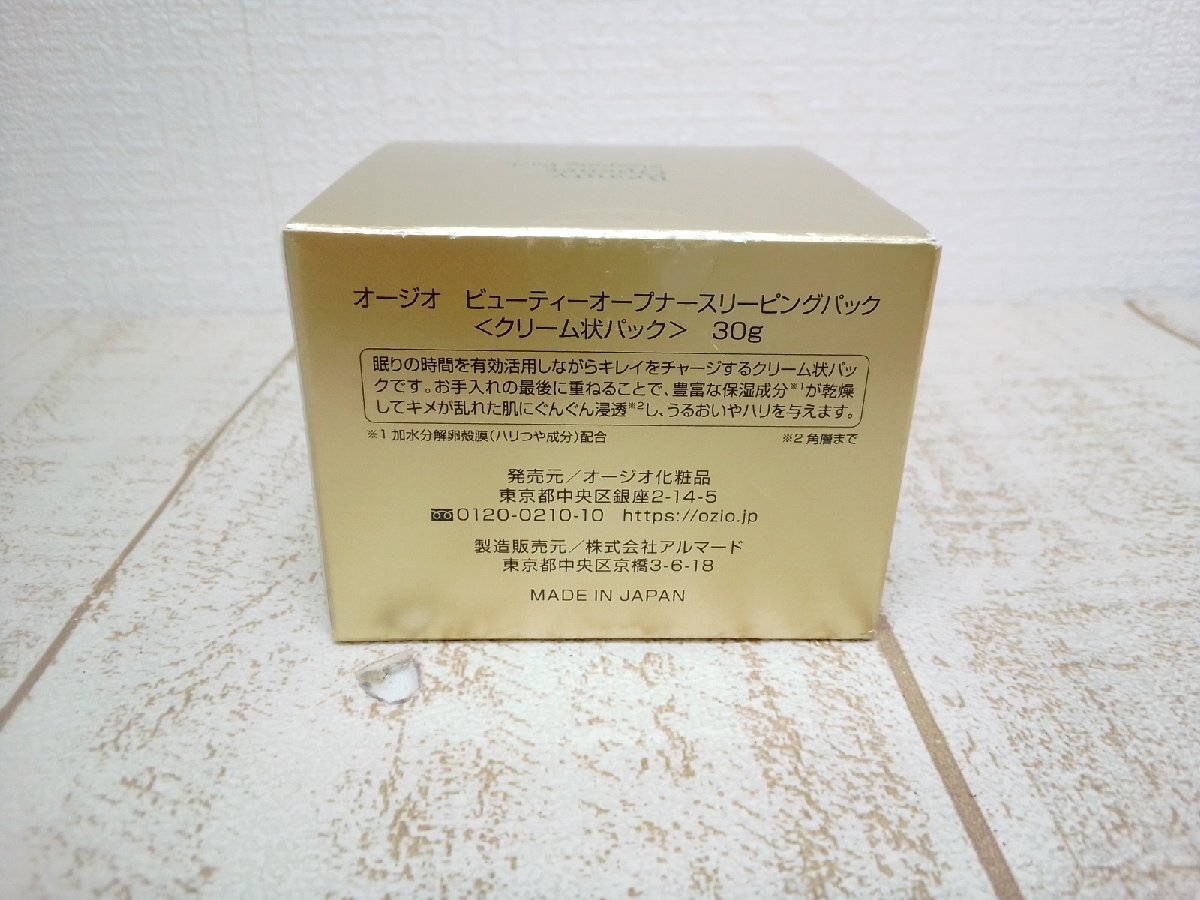 Beauty
オージオ ビューティーオープナースリーピングパック
＜クリーム状パック＞ 30g
眠りの時間を有効活用しながらキレイをチャージするクリーム状パッ
クです。お手入れの最後に重ねることで、豊富な保湿成分※1が乾燥
してキメが乱れた肌にぐんぐん浸透※2し、うるおいやハリを与えます。
※1 加水分解卵殻膜（ハリつや成分）配合 ※2 角層まで
発売元／オージオ化粧品
東京都中央区銀座2-14-5
0120-0210-10 https://ozio.jp
製造販売元／株式会社アルマード
東京都中央区京橋3-6-18
MADE IN JAPAN